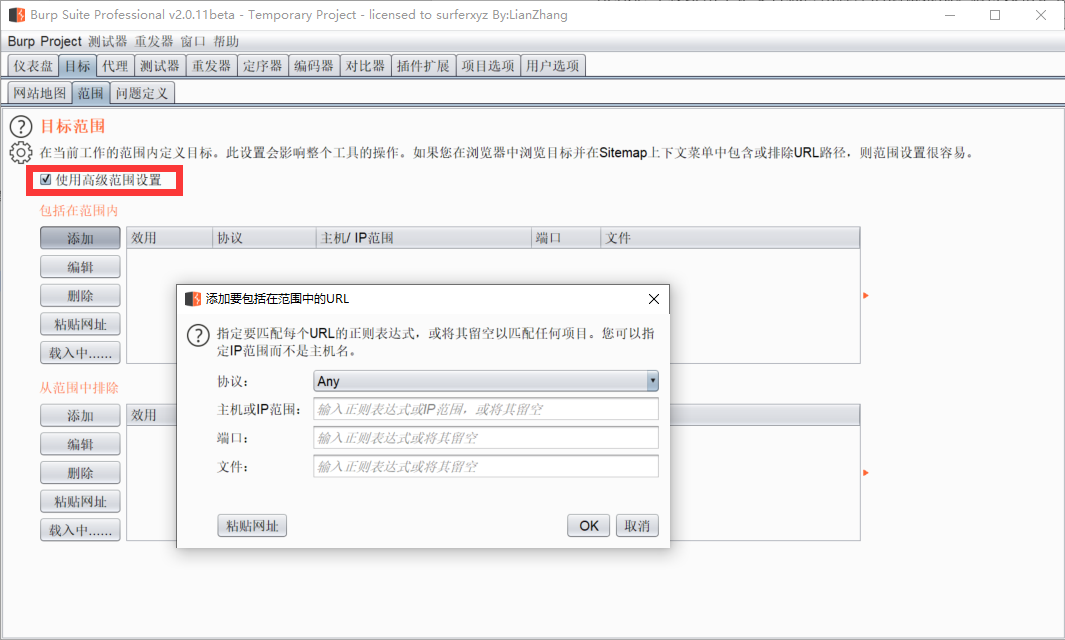 Burp Suite Professional v2.0.11beta - Temporary Project - licensed to surferxyz By:LianZhang
Burp Project 测试器 重发器 窗口 帮助
仪表盘 目标 代理 测试器 重发器 定序器 编码器 对比器 插件扩展 项目选项 用户选项
网站地图 范围 问题定义
目标范围
在当前工作的范围内定义目标。此设置会影响整个工具的操作。如果您在浏览器中浏览目标并在Sitemap上下文菜单中包含或排除URL路径，则范围设置很容易。
使用高级范围设置
包括在范围内
添加 效用 协议 主机/ IP范围 端口 文件
编辑
删除
粘贴网址
载入中......
从范围中排除
添加 效用
编辑
删除
粘贴网址
载入中......
添加要包括在范围中的URL
指定要匹配每个URL的正则表达式，或将其留空以匹配任何项目。您可以指
定IP范围而不是主机名。
协议： Any
主机或IP范围： 输入正则表达式或IP范围，或将其留空
端口： 输入正则表达式或将其留空
文件： 输入正则表达式或将其留空
粘贴网址 OK 取消